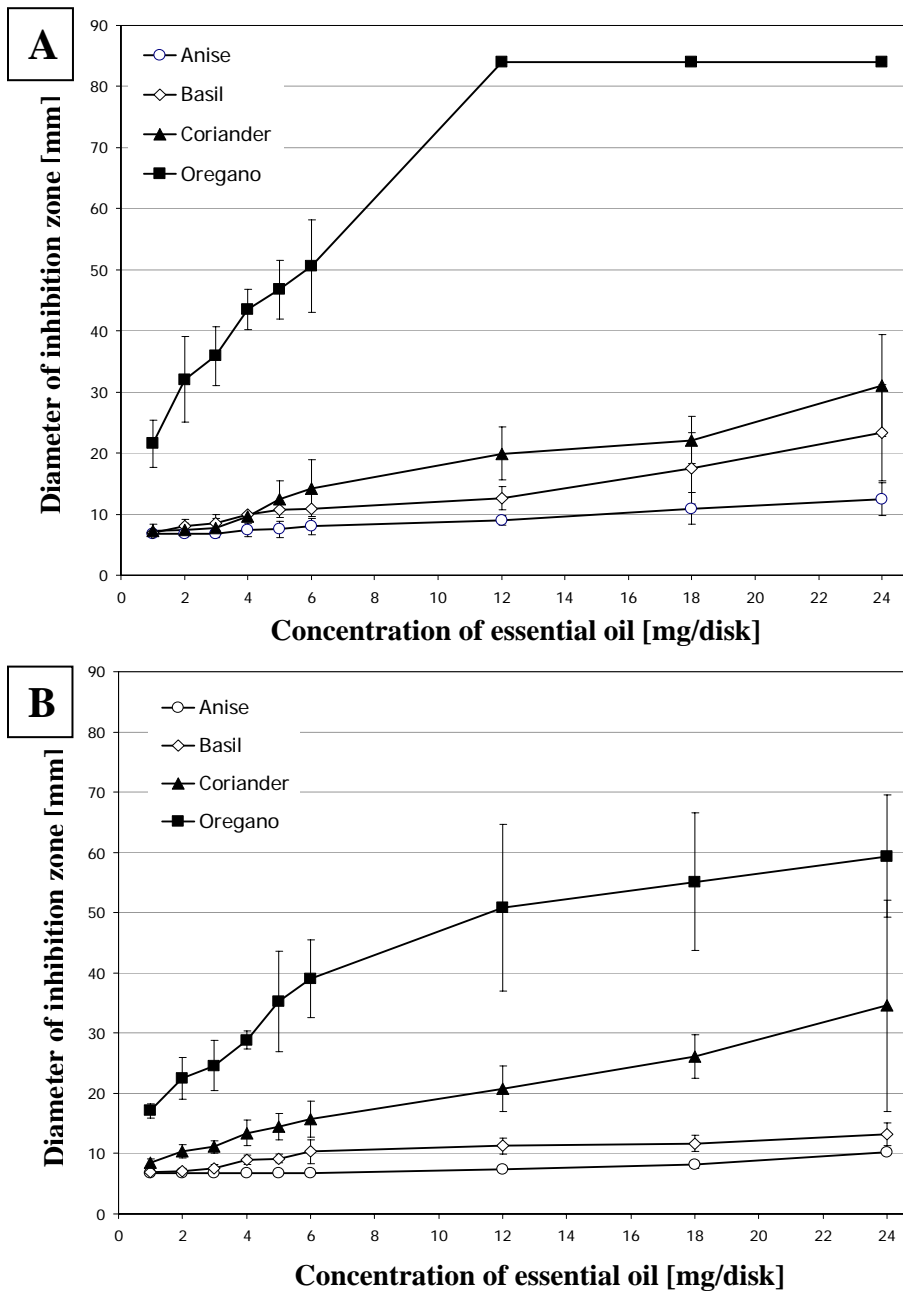 A
Diameter of inhibition zone [mm]
90
80
70
60
50
40
30
20
10
0
Anise
Basil
Coriander
Oregano
0 2 4 6 8 10 12 14 16 18 20 22 24
Concentration of essential oil [mg/disk]
B
Diameter of inhibition zone [mm]
90
80
70
60
50
40
30
20
10
0
Anise
Basil
Coriander
Oregano
0 2 4 6 8 10 12 14 16 18 20 22 24
Concentration of essential oil [mg/disk]